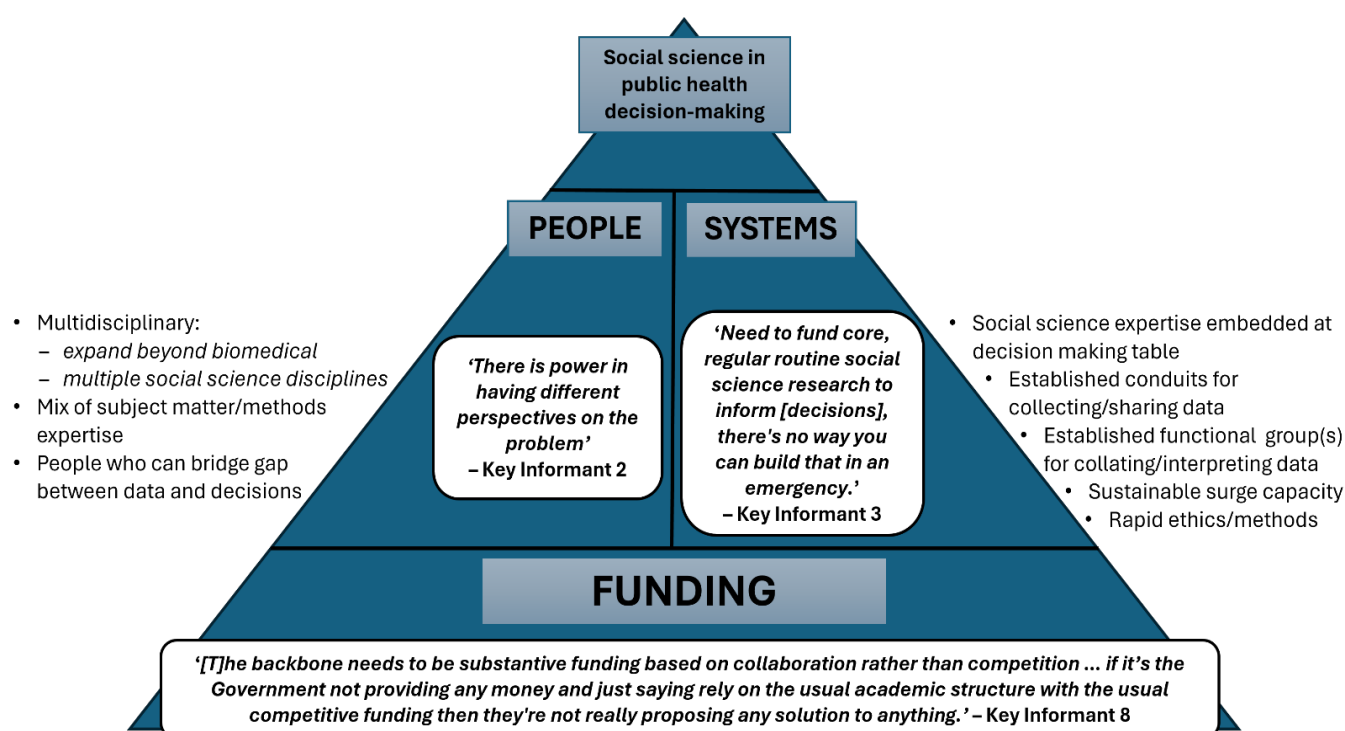 Social science in
public health
decision-making
PEOPLE
SYSTEMS
• Multidisciplinary:
– expand beyond biomedical
– multiple social science disciplines
• Mix of subject matter/methods
expertise
• People who can bridge gap
between data and decisions
‘There is power in
having different
perspectives on the
problem’
– Key Informant 2
‘Need to fund core,
regular routine social
science research to
inform [decisions],
there's no way you
can build that in an
emergency.’
– Key Informant 3
• Social science expertise embedded at
decision making table
• Established conduits for
collecting/sharing data
• Established functional group(s)
for collating/interpreting data
• Sustainable surge capacity
• Rapid ethics/methods
FUNDING
‘[T]he backbone needs to be substantive funding based on collaboration rather than competition ... if it’s the
Government not providing any money and just saying rely on the usual academic structure with the usual
competitive funding then they're not really proposing any solution to anything.’ – Key Informant 8